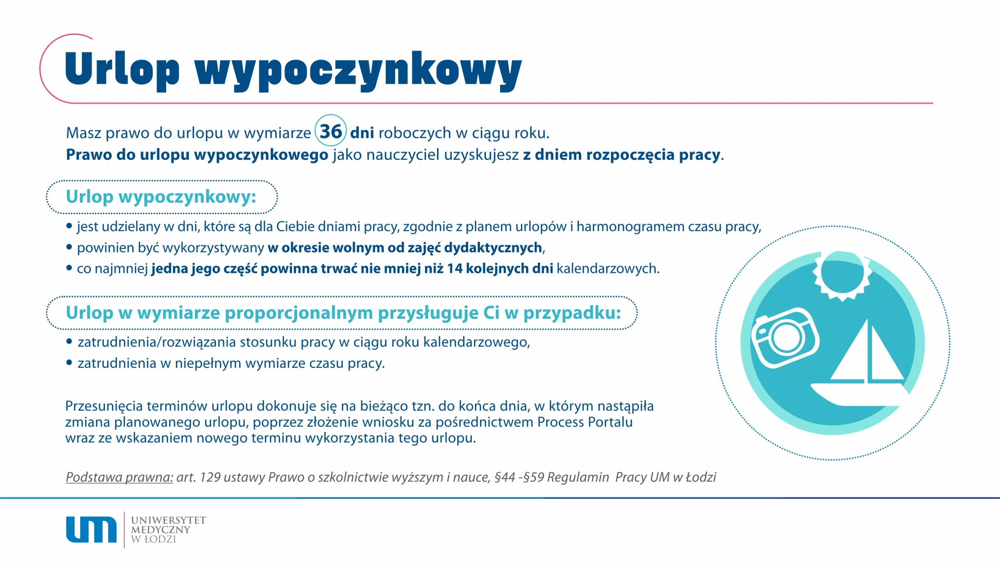 Urlop wypoczynkowy
Masz prawo do urlopu w wymiarze 36 dni roboczych w ciągu roku.
Prawo do urlopu wypoczynkowego jako nauczyciel uzyskujesz z dniem rozpoczęcia pracy.
Urlop wypoczynkowy:
• jest udzielany w dni, które są dla Ciebie dniami pracy, zgodnie z planem urlopów i harmonogramem czasu pracy,
• powinien być wykorzystywany w okresie wolnym od zajęć dydaktycznych,
• co najmniej jedna jego część powinna trwać nie mniej niż 14 kolejnych dni kalendarzowych.
Urlop w wymiarze proporcjonalnym przysługuje Ci w przypadku:
• zatrudnienia/rozwiązania stosunku pracy w ciągu roku kalendarzowego,
• zatrudnienia w niepełnym wymiarze czasu pracy.
Przesunięcia terminów urlopu dokonuje się na bieżąco tzn. do końca dnia, w którym nastąpiła
zmiana planowanego urlopu, poprzez złożenie wniosku za pośrednictwem Process Portalu
wraz ze wskazaniem nowego terminu wykorzystania tego urlopu.
Podstawa prawna: art. 129 ustawy Prawo o szkolnictwie wyższym i nauce, §44 -§59 Regulamin Pracy UM w Łodzi
um
UNIWERSYTET
MEDYCZNY
W ŁODZI